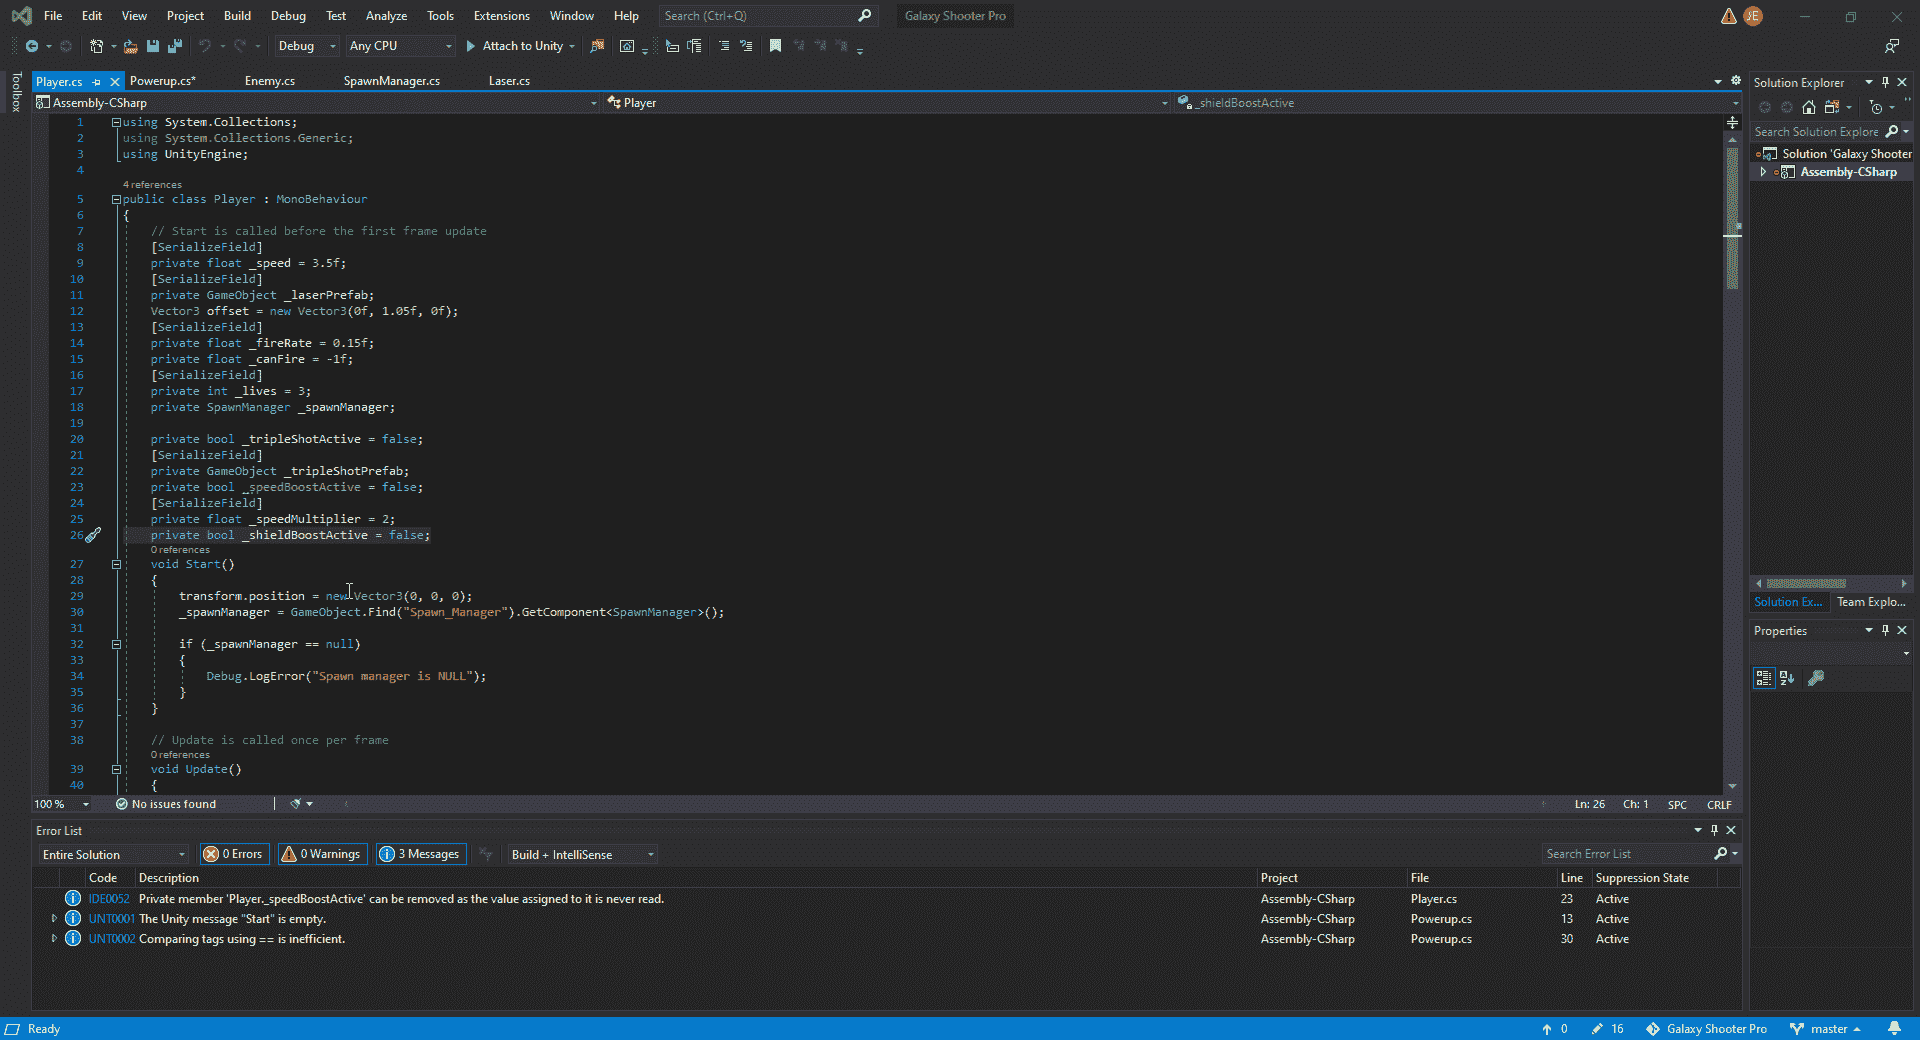 File Edit View Project Build Debug Test Analyze Tools Extensions Window Help Search (Ctrl+Q) Galaxy Shooter Pro JE
Debug Any CPU Attach to Unity
Toolbox
Player.cs Powerup.cs* Enemy.cs SpawnManager.cs Laser.cs
Assembly-CSharp Player _shieldBoostActive
1 using System.Collections;
2 using System.Collections.Generic;
3 using UnityEngine;
4
4 references
5 public class Player : MonoBehaviour
6 {
7 // Start is called before the first frame update
8 [SerializeField]
9 private float _speed = 3.5f;
10 [SerializeField]
11 private GameObject _laserPrefab;
12 Vector3 offset = new Vector3(0f, 1.05f, 0f);
13 [SerializeField]
14 private float _fireRate = 0.15f;
15 private float _canFire = -1f;
16 [SerializeField]
17 private int _lives = 3;
18 private SpawnManager _spawnManager;
19
20 private bool _tripleShotActive = false;
21 [SerializeField]
22 private GameObject _tripleShotPrefab;
23 private bool _speedBoostActive = false;
24 [SerializeField]
25 private float _speedMultiplier = 2;
26 private bool _shieldBoostActive = false;
0 references
27 void Start()
28 {
29 transform.position = new Vector3(0, 0, 0);
30 _spawnManager = GameObject.Find("Spawn_Manager").GetComponent<SpawnManager>();
31
32 if (_spawnManager == null)
33 {
34 Debug.LogError("Spawn manager is NULL");
35 }
36 }
37
38 // Update is called once per frame
0 references
39 void Update()
40 {
100 % No issues found Ln: 26 Ch: 1 SPC CRLF
Error List
Entire Solution 0 Errors 0 Warnings 3 Messages Build + IntelliSense Search Error List
Code Description Project File Line Suppression State
IDE0052 Private member 'Player._speedBoostActive' can be removed as the value assigned to it is never read. Assembly-CSharp Player.cs 23 Active
UNT0001 The Unity message "Start" is empty. Assembly-CSharp Powerup.cs 13 Active
UNT0002 Comparing tags using == is inefficient. Assembly-CSharp Powerup.cs 30 Active
Solution Explorer
Search Solution Explore
Solution 'Galaxy Shooter
Assembly-CSharp
Solution Ex... Team Explo...
Properties
Ready 0 16 Galaxy Shooter Pro master